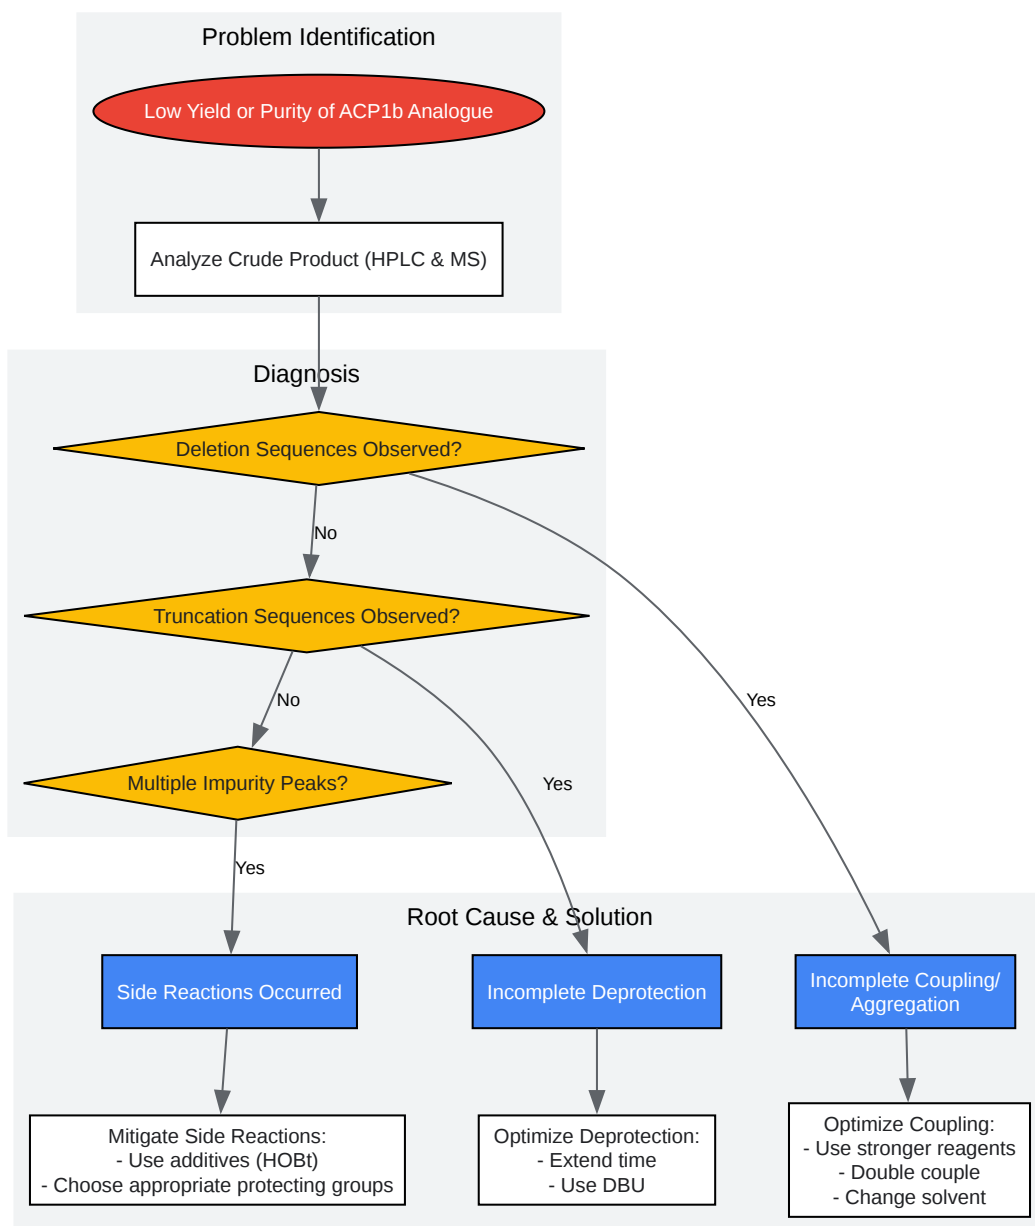 Problem Identification
Low Yield or Purity of ACP1b Analogue
Analyze Crude Product (HPLC & MS)
Diagnosis
Deletion Sequences Observed?
No
Truncation Sequences Observed?
No
Yes
Multiple Impurity Peaks?
Yes
Yes
Root Cause & Solution
Side Reactions Occurred
Incomplete Deprotection
Incomplete Coupling/
Aggregation
Mitigate Side Reactions:
- Use additives (HOBt)
- Choose appropriate protecting groups
Optimize Deprotection:
- Extend time
- Use DBU
Optimize Coupling:
- Use stronger reagents
- Double couple
- Change solvent